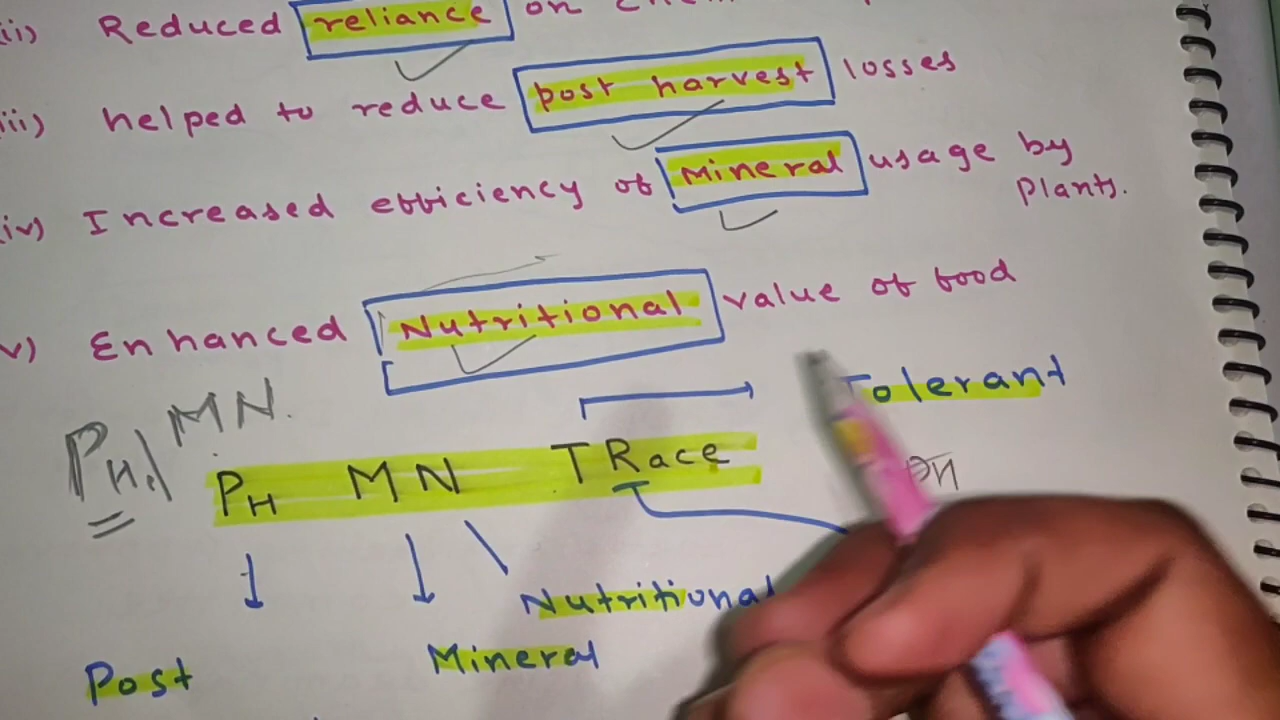 ii) Reduced reliance on
iii) helped to reduce post harvest losses
iv) Increased efficiency of Mineral usage by plants.
v) Enhanced Nutritional value of food
PH, MN.
Tolerant
PH MN TRace
PH
Nutritional
Mineral
Post